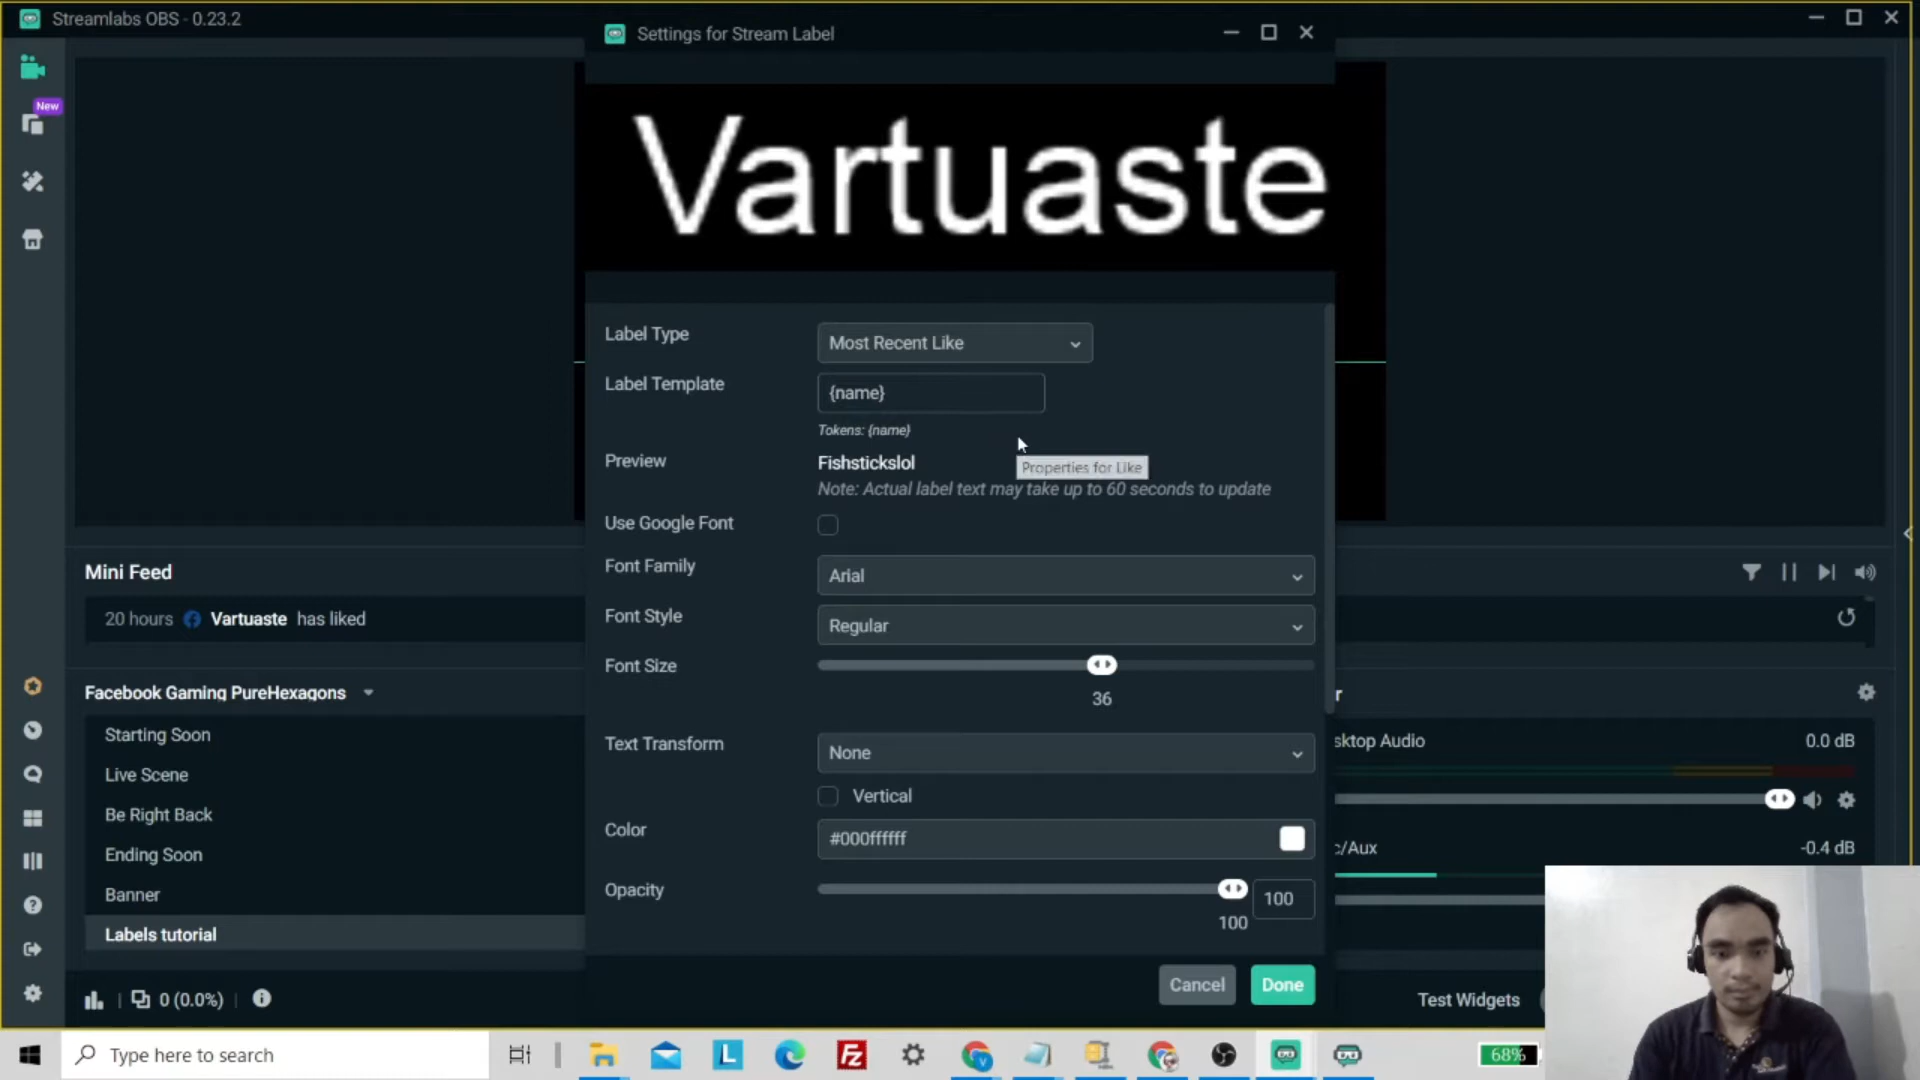 Streamlabs OBS - 0.23.2
Settings for Stream Label
New
Vartuaste
Label Type
Most Recent Like
Label Template
{name}
Tokens: {name}
Preview
Fishstickslol
Properties for Like
Note: Actual label text may take up to 60 seconds to update
Use Google Font
Font Family
Arial
Font Style
Regular
Font Size
36
Text Transform
None
Vertical
Color
#000ffffff
Opacity
100
100
Cancel
Done
Mini Feed
20 hours Vartuaste has liked
Facebook Gaming PureHexagons
Starting Soon
Live Scene
Be Right Back
Ending Soon
Banner
Labels tutorial
0 (0.0%)
r
sktop Audio
0.0 dB
c/Aux
-0.4 dB
Test Widgets
Type here to search
L
Fz
68%